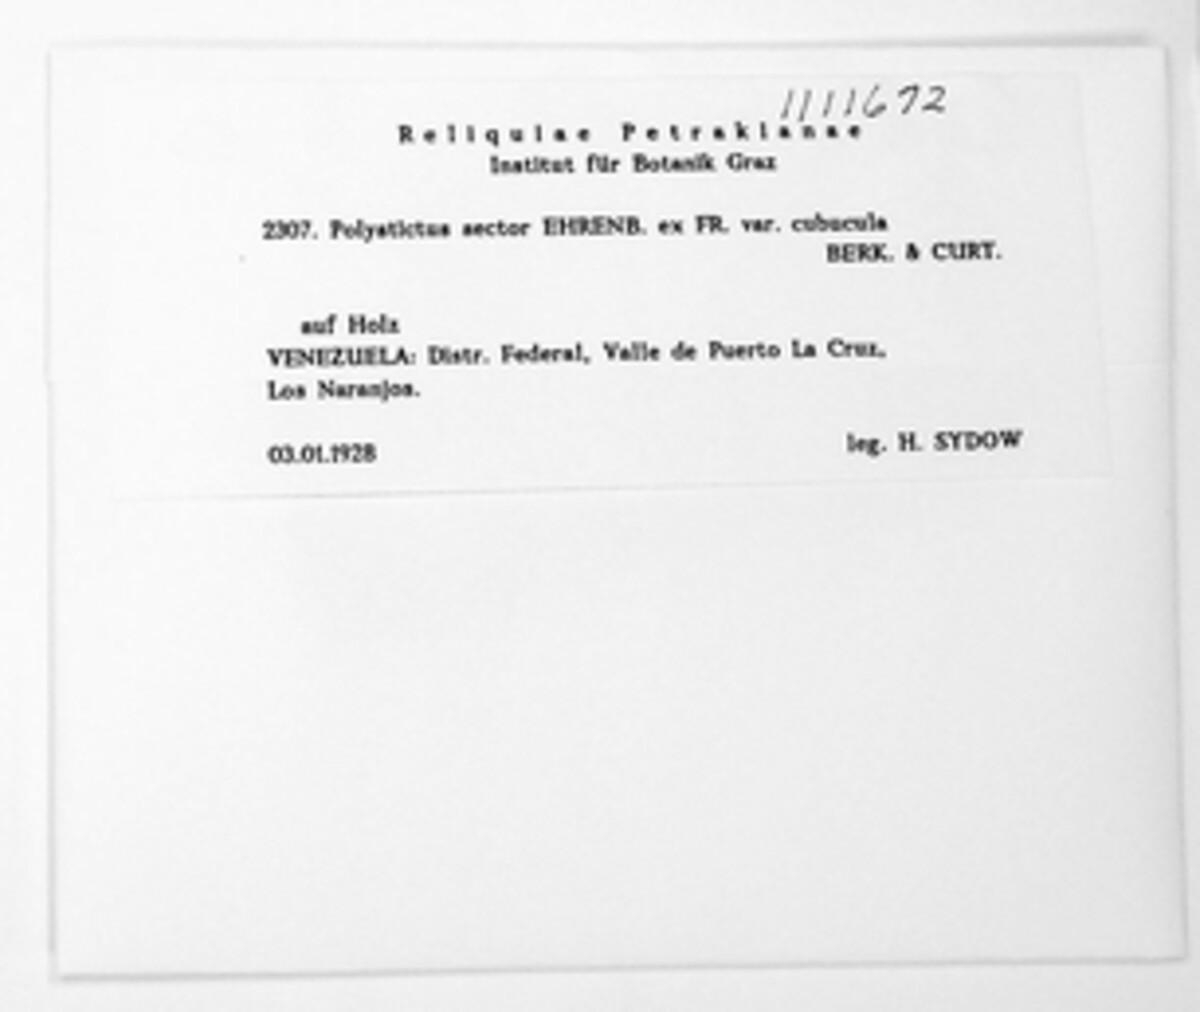 1111672
Reliquiae Petrakianae
Institut für Botanik Graz
2307. Polystictus sector EHRENB. ex FR. var. cubucula
BERK. & CURT.
auf Holz
VENEZUELA: Distr. Federal, Valle de Puerto La Cruz,
Los Naranjos.
03.01.1928 leg. H. SYDOW